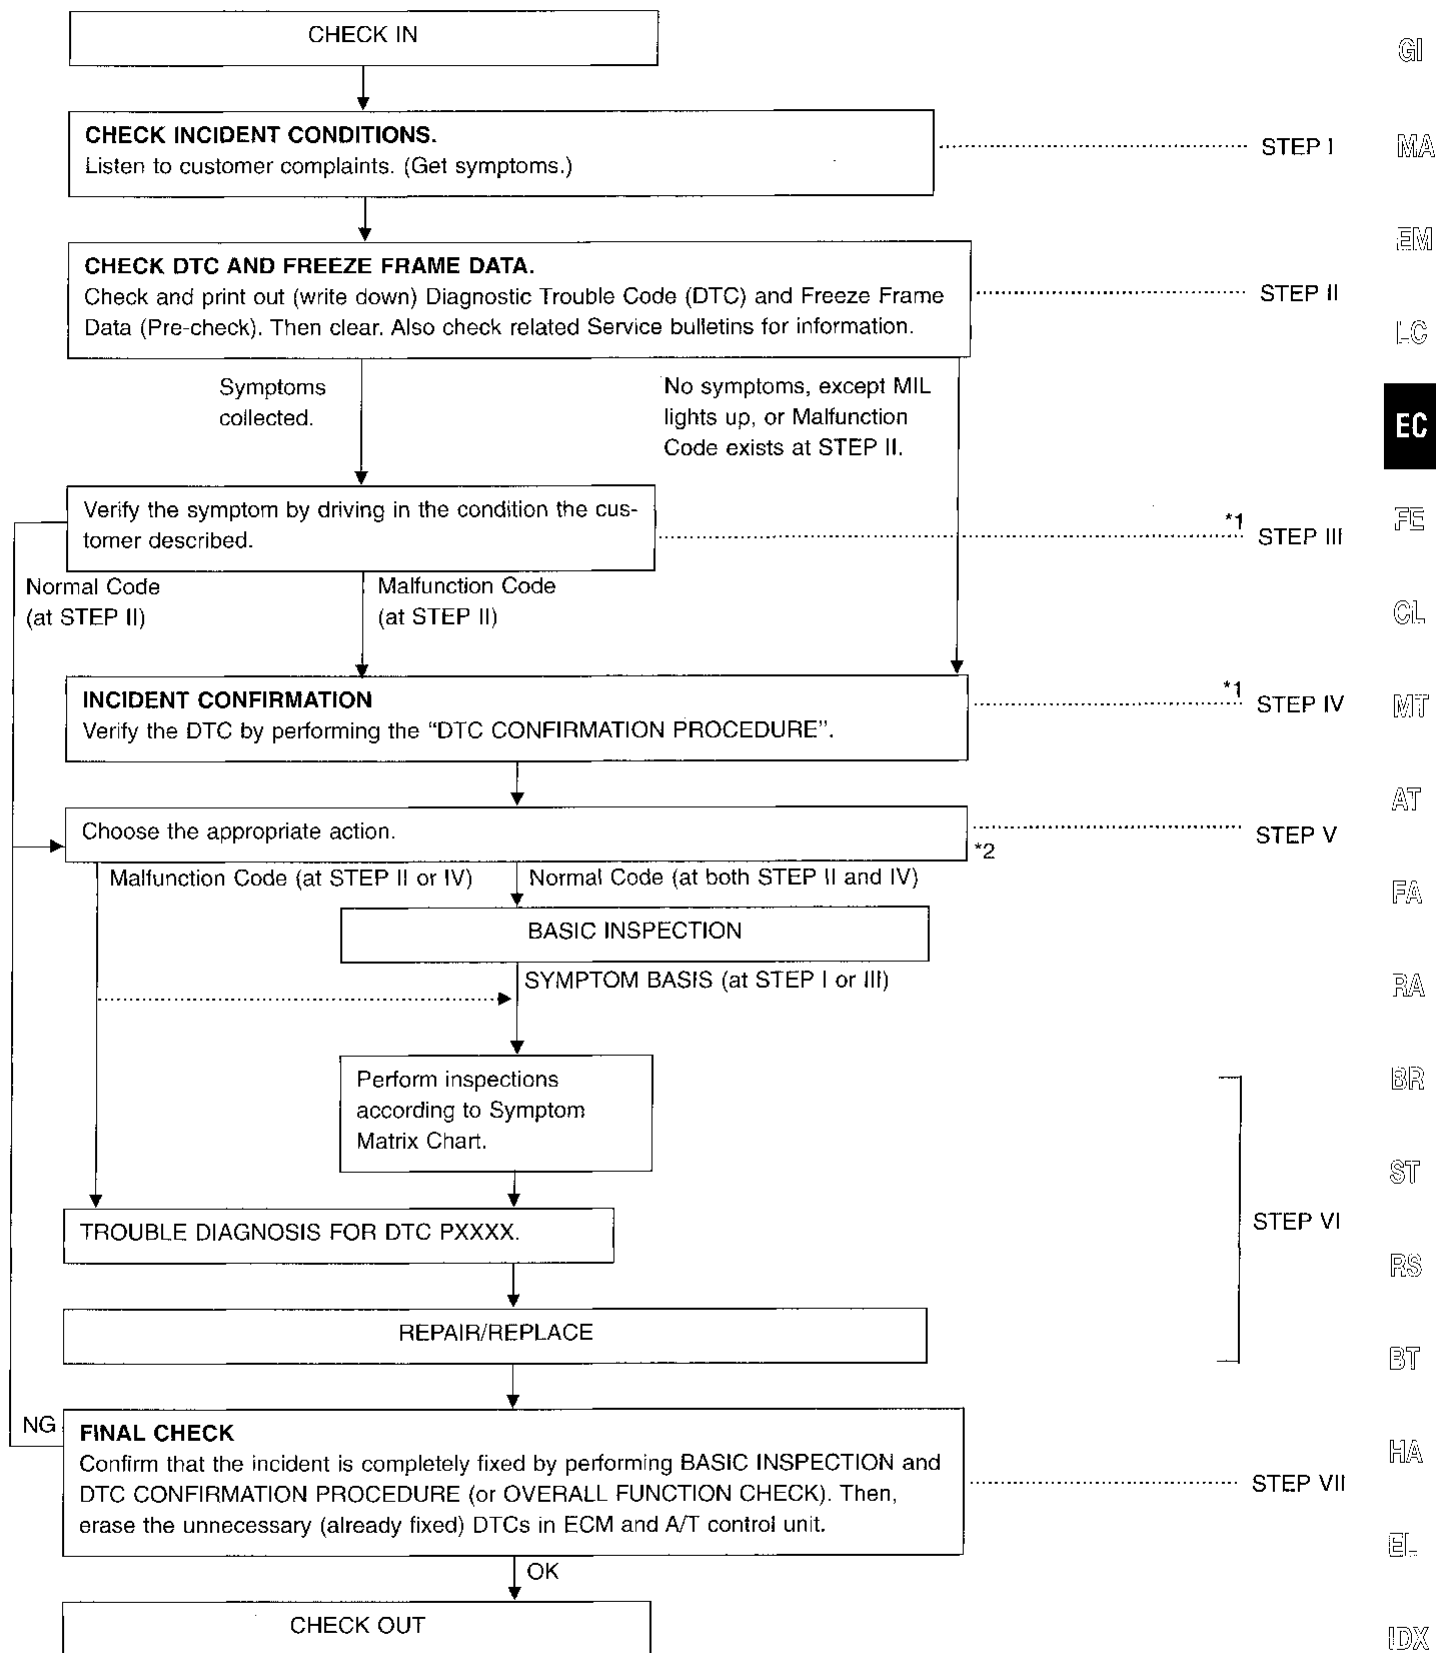 CHECK IN
GI
CHECK INCIDENT CONDITIONS.
Listen to customer complaints. (Get symptoms.)
STEP I
MA
EM
CHECK DTC AND FREEZE FRAME DATA.
Check and print out (write down) Diagnostic Trouble Code (DTC) and Freeze Frame
Data (Pre-check). Then clear. Also check related Service bulletins for information.
STEP II
LC
Symptoms
collected.
No symptoms, except MIL
lights up, or Malfunction
Code exists at STEP II.
EC
Verify the symptom by driving in the condition the cus-
tomer described.
*1
STEP III
FE
Normal Code
(at STEP II)
Malfunction Code
(at STEP II)
CL
INCIDENT CONFIRMATION
Verify the DTC by performing the “DTC CONFIRMATION PROCEDURE”.
*1
STEP IV
MT
AT
Choose the appropriate action.
*2
STEP V
Malfunction Code (at STEP II or IV)
Normal Code (at both STEP II and IV)
FA
BASIC INSPECTION
SYMPTOM BASIS (at STEP I or III)
RA
Perform inspections
according to Symptom
Matrix Chart.
BR
ST
TROUBLE DIAGNOSIS FOR DTC PXXXX.
STEP VI
RS
REPAIR/REPLACE
BT
NG
FINAL CHECK
Confirm that the incident is completely fixed by performing BASIC INSPECTION and
DTC CONFIRMATION PROCEDURE (or OVERALL FUNCTION CHECK). Then,
erase the unnecessary (already fixed) DTCs in ECM and A/T control unit.
STEP VII
HA
EL
OK
CHECK OUT
IDX